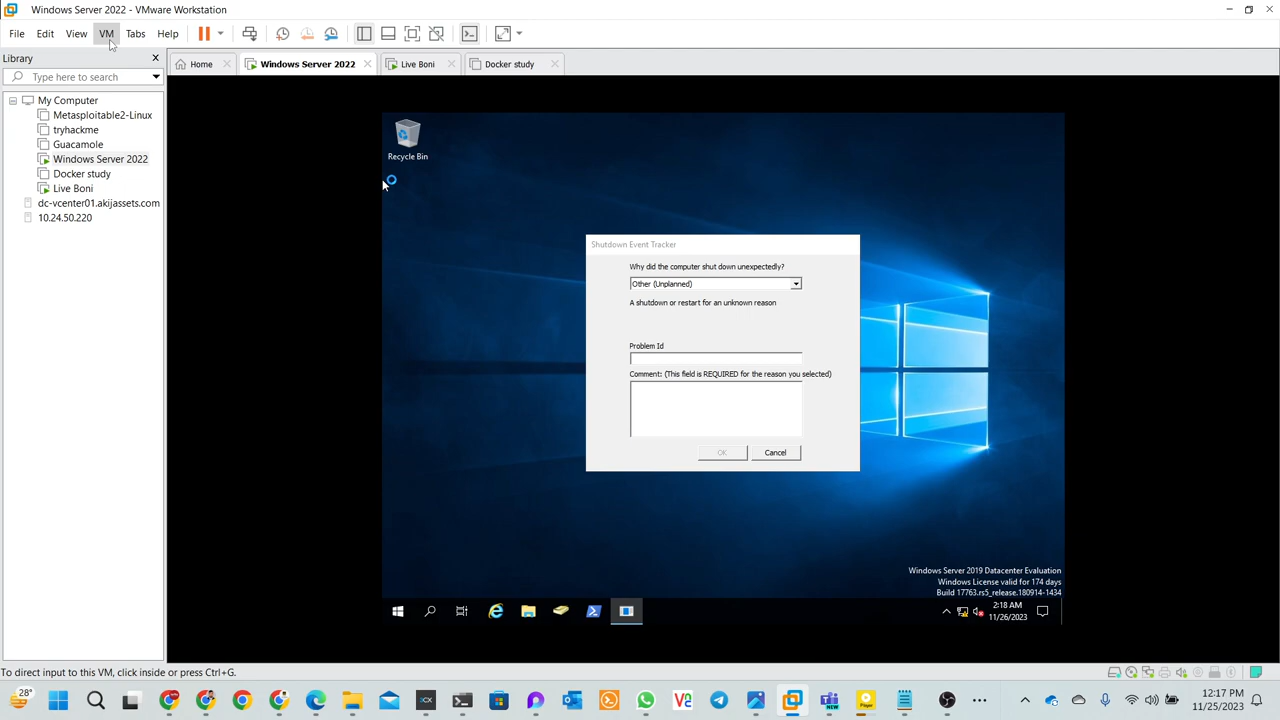 Windows Server 2022 - VMware Workstation
File Edit View VM Tabs Help
Library
Type here to search
Home
Windows Server 2022
Live Boni
Docker study
My Computer
Metasploitable2-Linux
tryhackme
Guacamole
Windows Server 2022
Docker study
Live Boni
dc-vcenter01.akijassets.com
10.24.50.220
Recycle Bin
Shutdown Event Tracker
Why did the computer shut down unexpectedly?
Other (Unplanned)
A shutdown or restart for an unknown reason
Problem Id
Comment: (This field is REQUIRED for the reason you selected)
OK Cancel
Windows Server 2019 Datacenter Evaluation
Windows License valid for 174 days
Build 17763.rs5_release.180914-1434
2:18 AM
11/26/2023
To direct input to this VM, click inside or press Ctrl+G.
28°
12:17 PM
11/25/2023